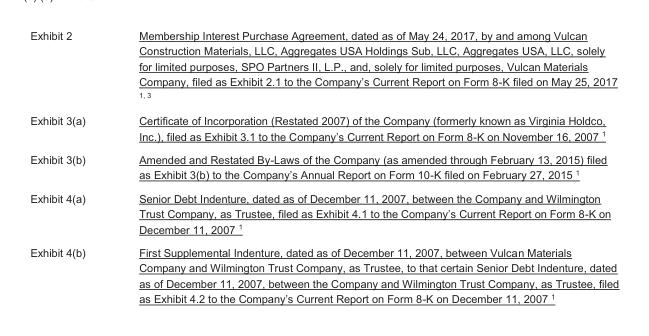 Exhibit 2 Membership Interest Purchase Agreement, dated as of May 24, 2017, by and among Vulcan
Construction Materials, LLC, Aggregates USA Holdings Sub, LLC, Aggregates USA, LLC, solely
for limited purposes, SPO Partners II, L.P., and, solely for limited purposes, Vulcan Materials
Company, filed as Exhibit 2.1 to the Company's Current Report on Form 8-K filed on May 25, 2017
1, 3
Exhibit 3(a) Certificate of Incorporation (Restated 2007) of the Company (formerly known as Virginia Holdco,
Inc.), filed as Exhibit 3.1 to the Company's Current Report on Form 8-K on November 16, 2007 1
Exhibit 3(b) Amended and Restated By-Laws of the Company (as amended through February 13, 2015) filed
as Exhibit 3(b) to the Company's Annual Report on Form 10-K filed on February 27, 2015 1
Exhibit 4(a) Senior Debt Indenture, dated as of December 11, 2007, between the Company and Wilmington
Trust Company, as Trustee, filed as Exhibit 4.1 to the Company's Current Report on Form 8-K on
December 11, 2007 1
Exhibit 4(b) First Supplemental Indenture, dated as of December 11, 2007, between Vulcan Materials
Company and Wilmington Trust Company, as Trustee, to that certain Senior Debt Indenture, dated
as of December 11, 2007, between the Company and Wilmington Trust Company, as Trustee, filed
as Exhibit 4.2 to the Company's Current Report on Form 8-K on December 11, 2007 1